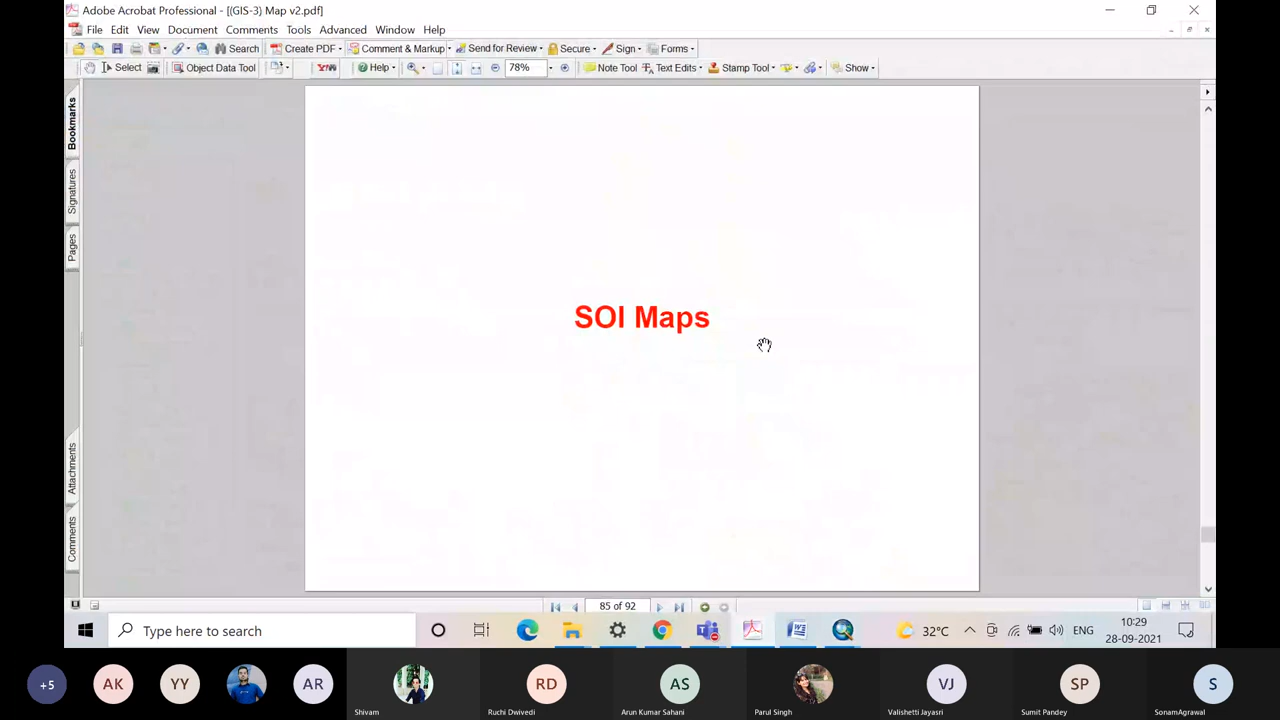 Adobe Acrobat Professional - [(GIS-3) Map v2.pdf]
File Edit View Document Comments Tools Advanced Window Help
Search Create PDF Comment & Markup Send for Review Secure Sign Forms
Select Object Data Tool Help 78% Note Tool Text Edits Stamp Tool Show
Bookmarks
Signatures
Pages
Attachments
Comments
SOI Maps
85 of 92
Type here to search
32°C ENG
10:29
28-09-2021
+5 AK YY AR RD AS VJ SP S
Shivam Ruchi Dwivedi Arun Kumar Sahani Parul Singh Valishetti Jayasri Sumit Pandey SonamAgrawal